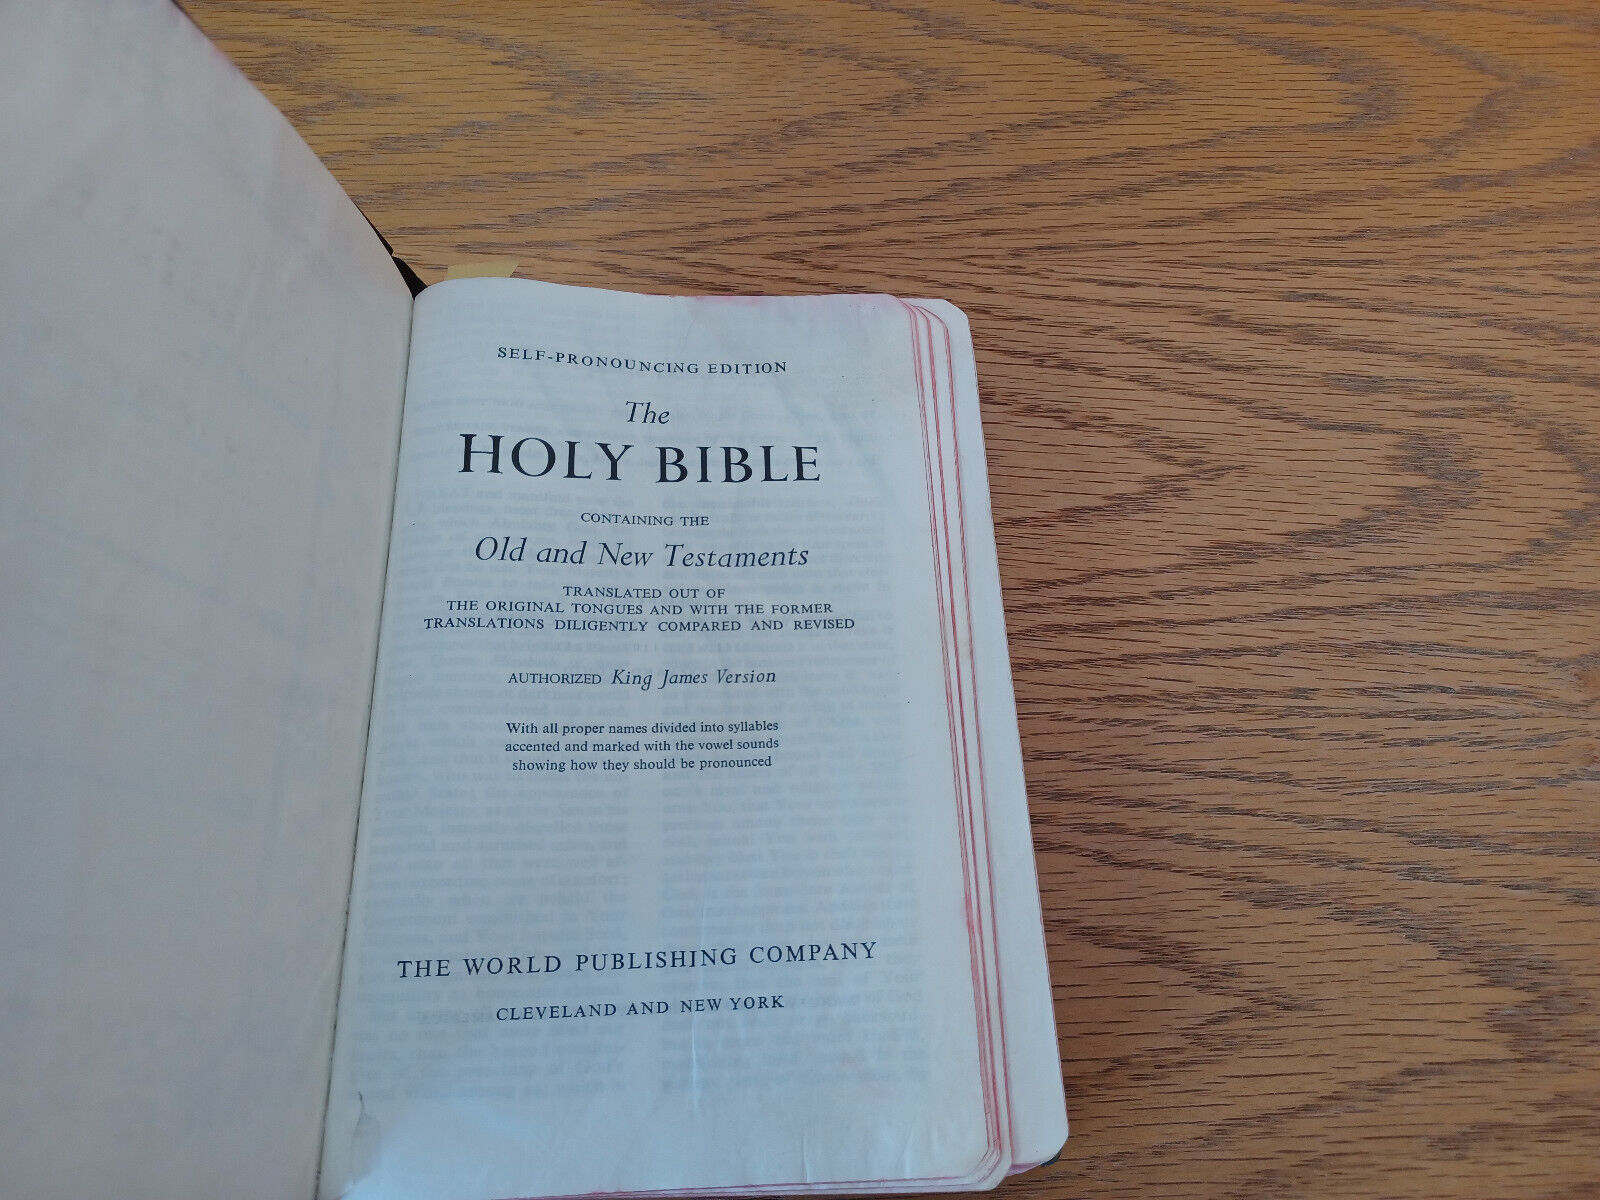 SELF-PRONOUNCING EDITION
The
HOLY BIBLE
CONTAINING THE
Old and New Testaments
TRANSLATED OUT OF
THE ORIGINAL TONGUES AND WITH THE FORMER
TRANSLATIONS DILIGENTLY COMPARED AND REVISED
AUTHORIZED King James Version
With all proper names divided into syllables
accented and marked with the vowel sounds
showing how they should be pronounced
THE WORLD PUBLISHING COMPANY
CLEVELAND AND NEW YORK